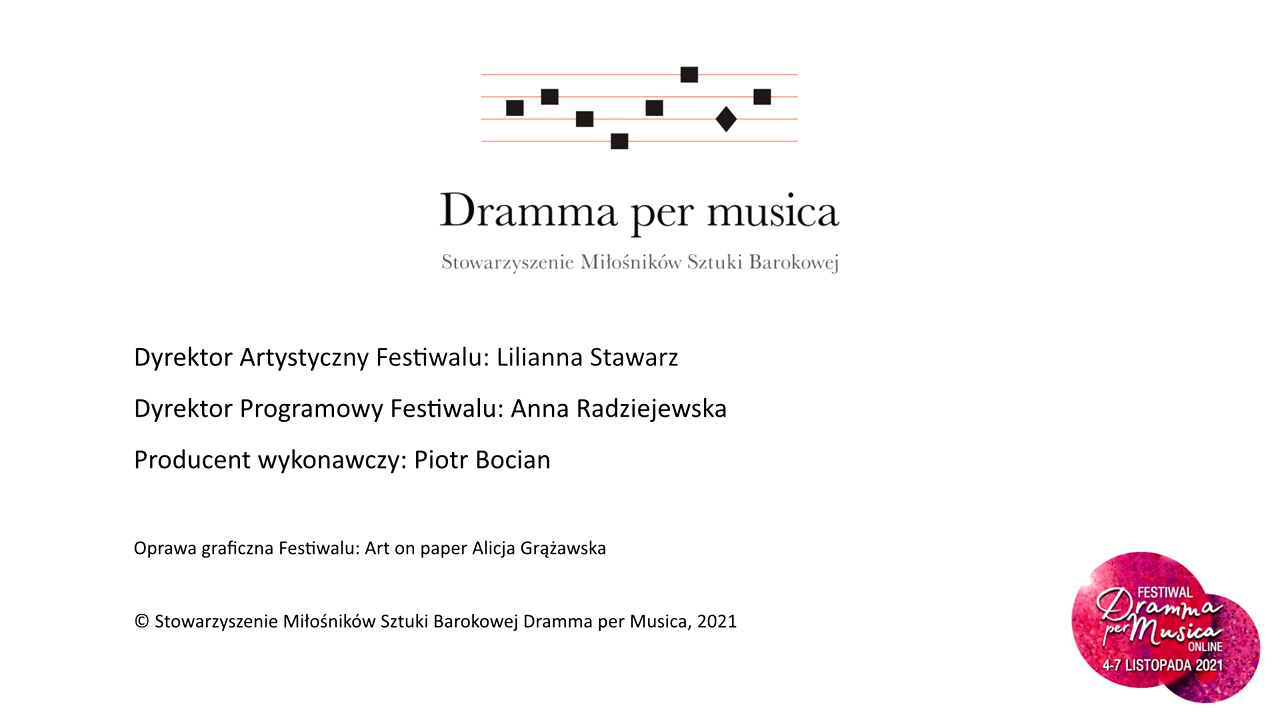 Dramma per musica
Stowarzyszenie Miłośników Sztuki Barokowej
Dyrektor Artystyczny Festiwalu: Lilianna Stawarz
Dyrektor Programowy Festiwalu: Anna Radziejewska
Producent wykonawczy: Piotr Bocian
Oprawa graficzna Festiwalu: Art on paper Alicja Grążawska
© Stowarzyszenie Miłośników Sztuki Barokowej Dramma per Musica, 2021
FESTIWAL
Dramma
per Musica
ONLINE
4-7 LISTOPADA 2021